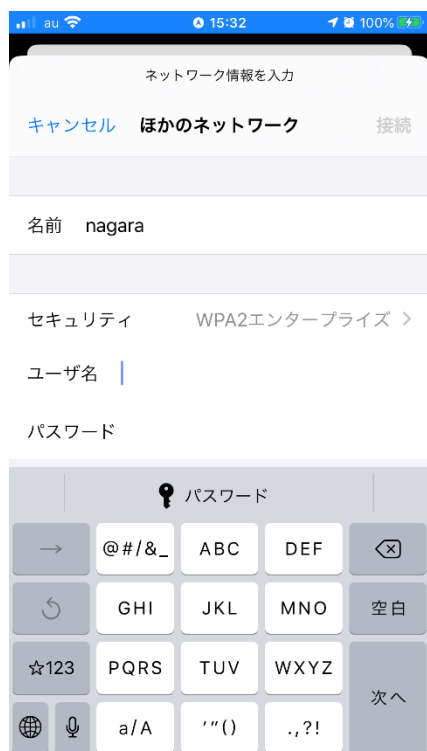 au 15:32 100%
ネットワーク情報を入力
キャンセル ほかのネットワーク 接続
名前 nagara
セキュリティ WPA2エンタープライズ >
ユーザ名
パスワード
パスワード
→ @#/&_ ABC DEF
GHI JKL MNO 空白
☆123 PQRS TUV WXYZ
次へ
a/A ’”() .,?!